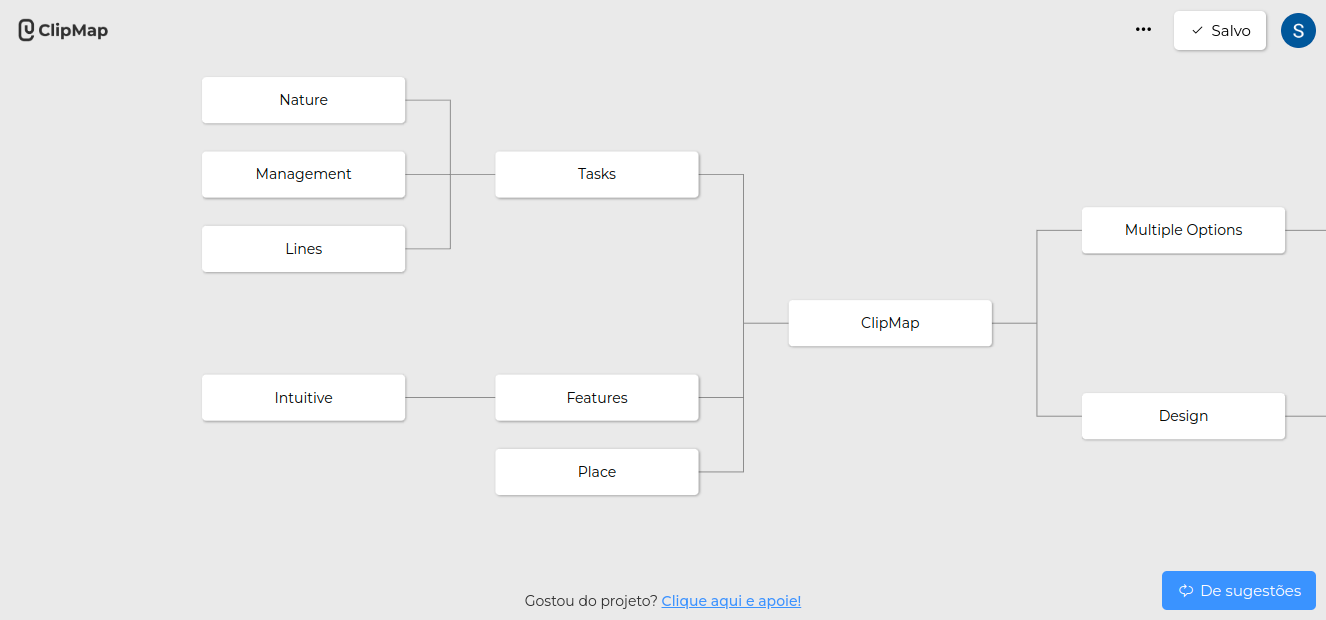 ClipMap
...
Salvo
S
Nature
Management
Tasks
Lines
Multiple Options
ClipMap
Intuitive
Features
Design
Place
Gostou do projeto? Clique aqui e apoie!
De sugestões